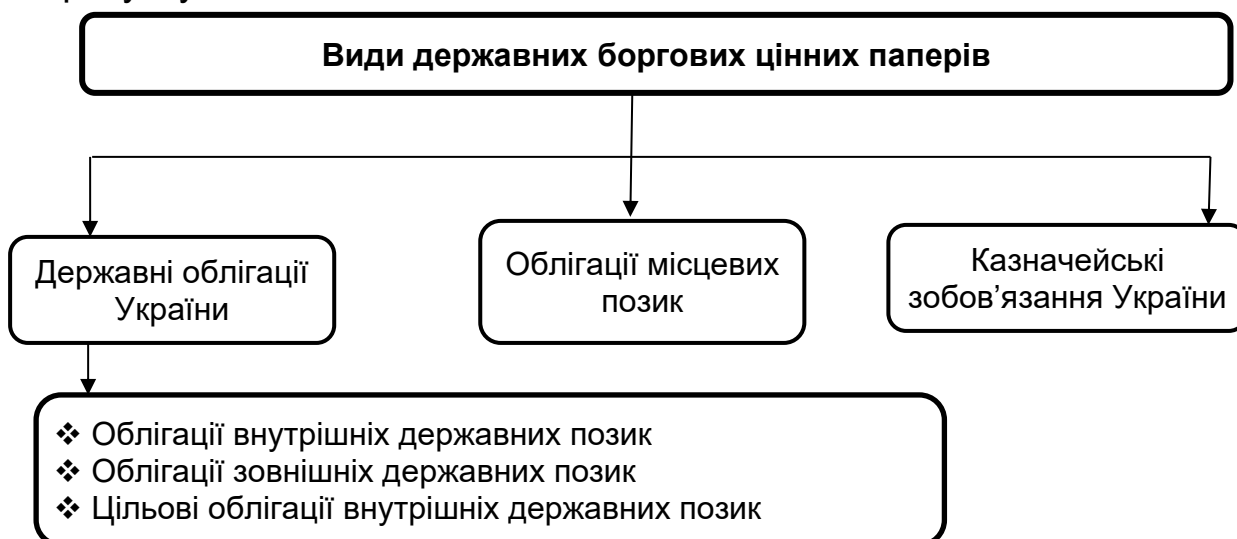 Види державних боргових цінних паперів
Державні облігації
України
Облігації місцевих
позик
Казначейські
зобов’язання України
❖ Облігації внутрішніх державних позик
❖ Облігації зовнішніх державних позик
❖ Цільові облігації внутрішніх державних позик